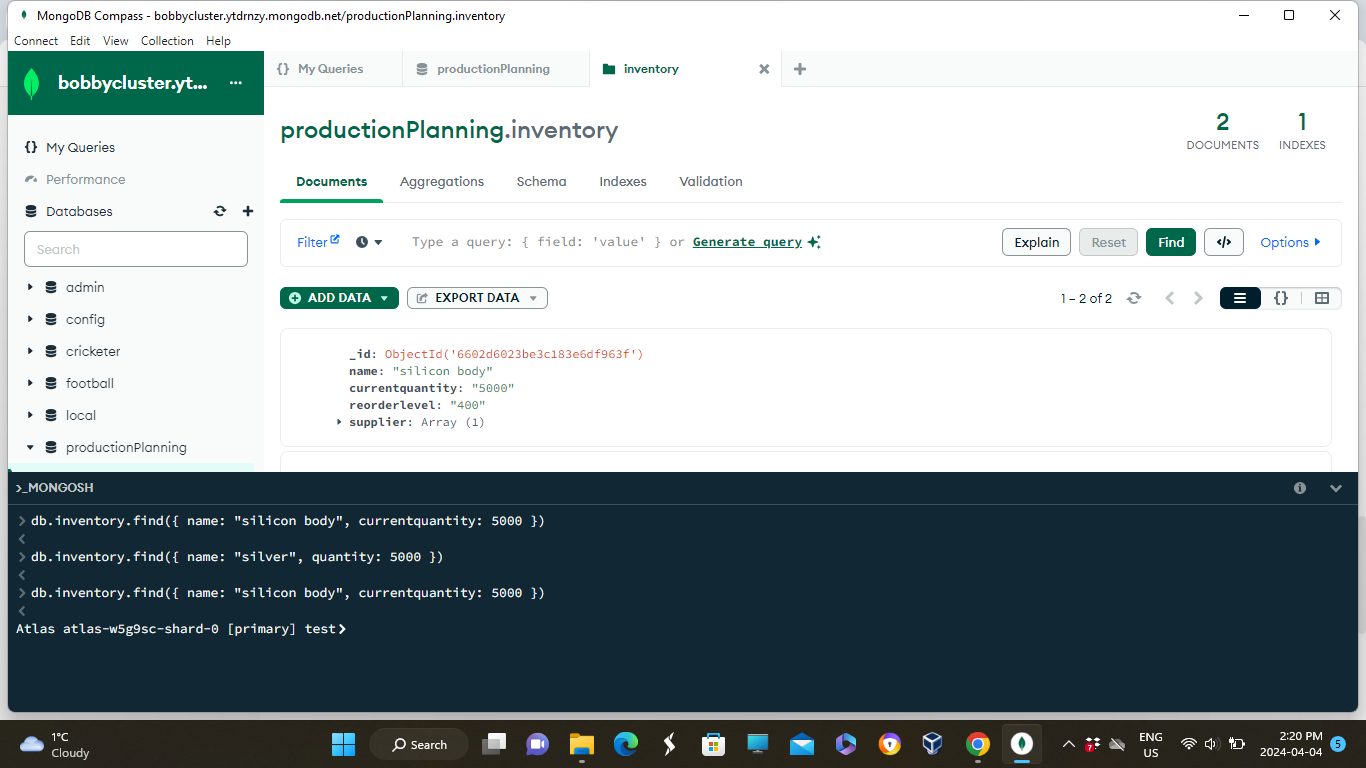 MongoDB Compass - bobbycluster.ytdrnzy.mongodb.net/productionPlanning.inventory
Connect Edit View Collection Help
bobbycluster.yt... ···
{} My Queries
productionPlanning
inventory
My Queries
Performance
Databases
Search
admin
config
cricketer
football
local
productionPlanning
productionPlanning.inventory
2
DOCUMENTS
1
INDEXES
Documents Aggregations Schema Indexes Validation
Filter Type a query: { field: 'value' } or Generate query Explain Reset Find </> Options
ADD DATA EXPORT DATA 1 – 2 of 2 {}
_id: ObjectId('6602d6023be3c183e6df963f')
name: "silicon body"
currentquantity: "5000"
reorderlevel: "400"
supplier: Array (1)
>_MONGOSH
> db.inventory.find({ name: "silicon body", currentquantity: 5000 })
<
> db.inventory.find({ name: "silver", quantity: 5000 })
<
> db.inventory.find({ name: "silicon body", currentquantity: 5000 })
<
Atlas atlas-w5g9sc-shard-0 [primary] test>
1°C
Cloudy
Search
7
ENG
US
2:20 PM
2024-04-04
5